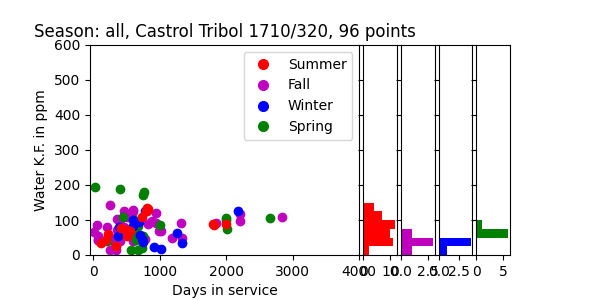 Season: all, Castrol Tribol 1710/320, 96 points
600
500
400
300
200
100
0
Water K.F. in ppm
Summer
Fall
Winter
Spring
0 1000 2000 3000 4000
0 10
0.0 2.5
0.0 2.5
0 5
Days in service